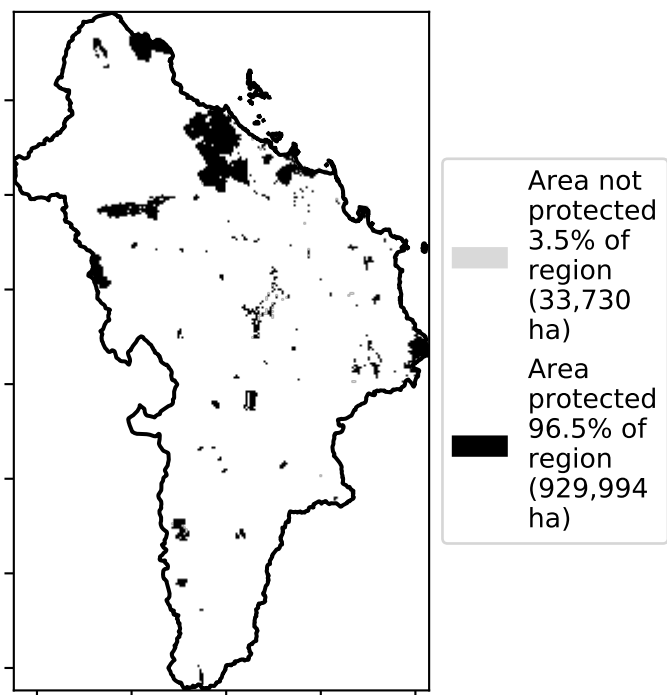 Area not
protected
3.5% of
region
(33,730
ha)
Area
protected
96.5% of
region
(929,994
ha)